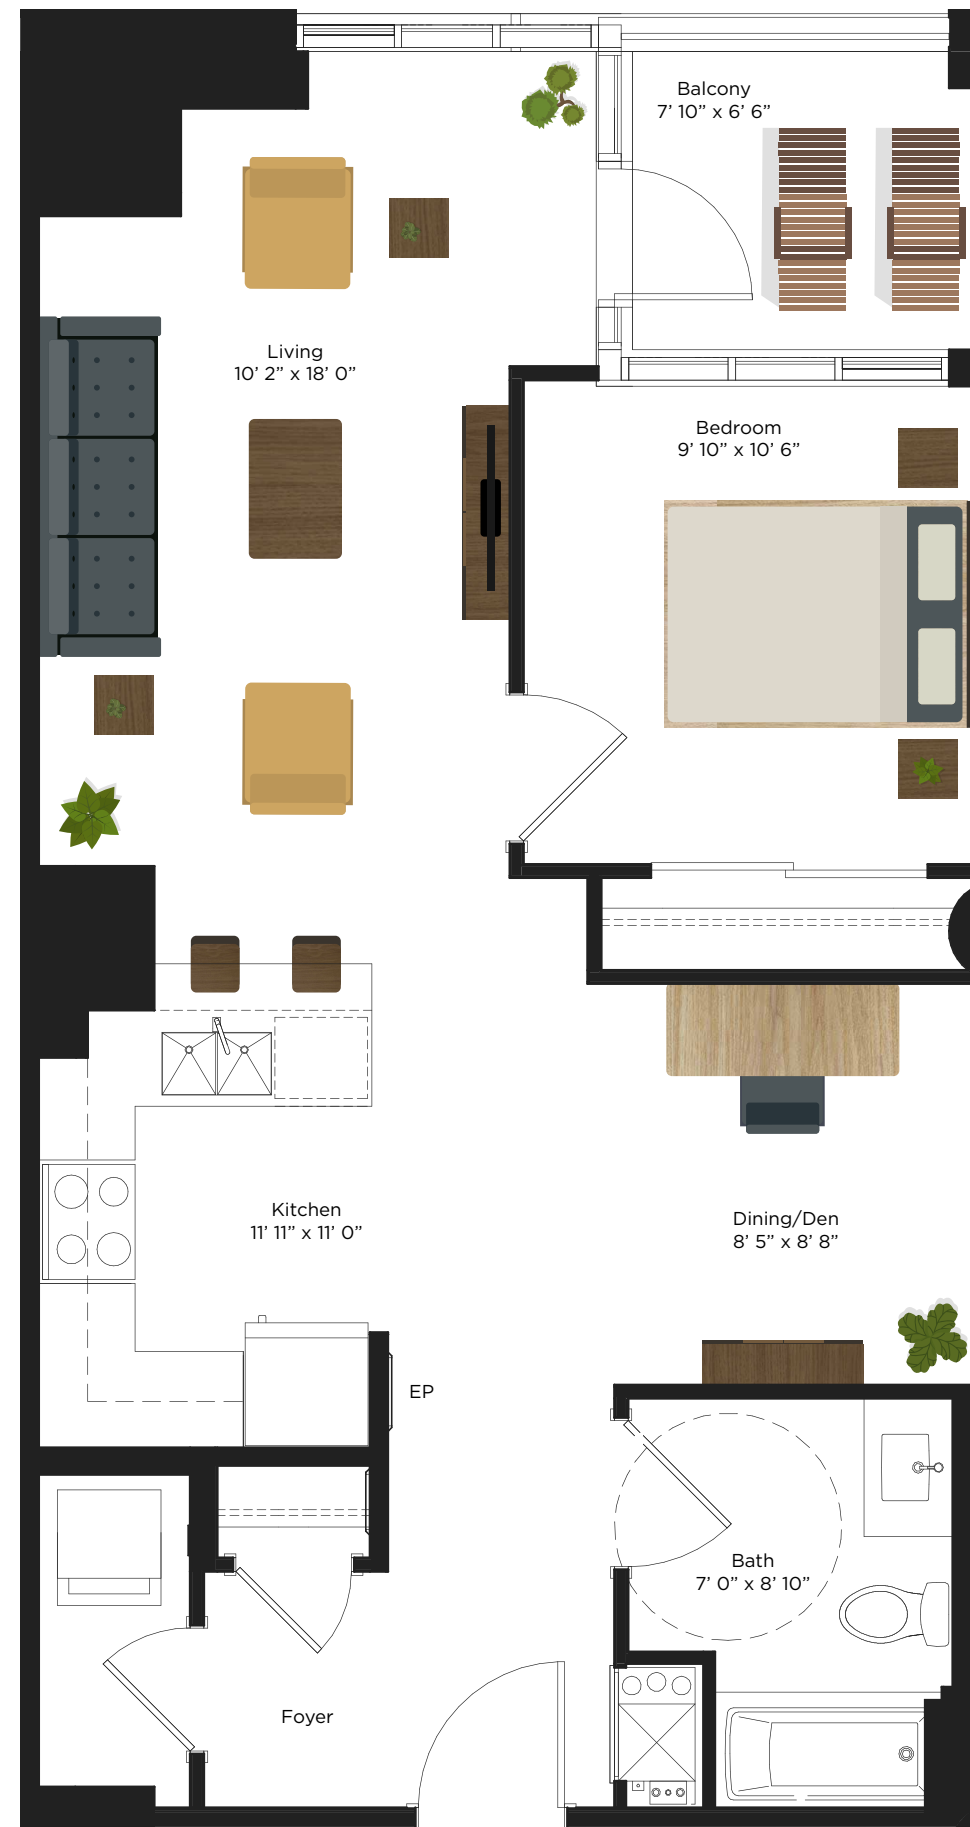 Balcony
7’ 10” x 6’ 6”
Living
10’ 2” x 18’ 0”
Bedroom
9’ 10” x 10’ 6”
Kitchen
11’ 11” x 11’ 0”
Dining/Den
8’ 5” x 8’ 8”
EP
Bath
7’ 0” x 8’ 10”
Foyer